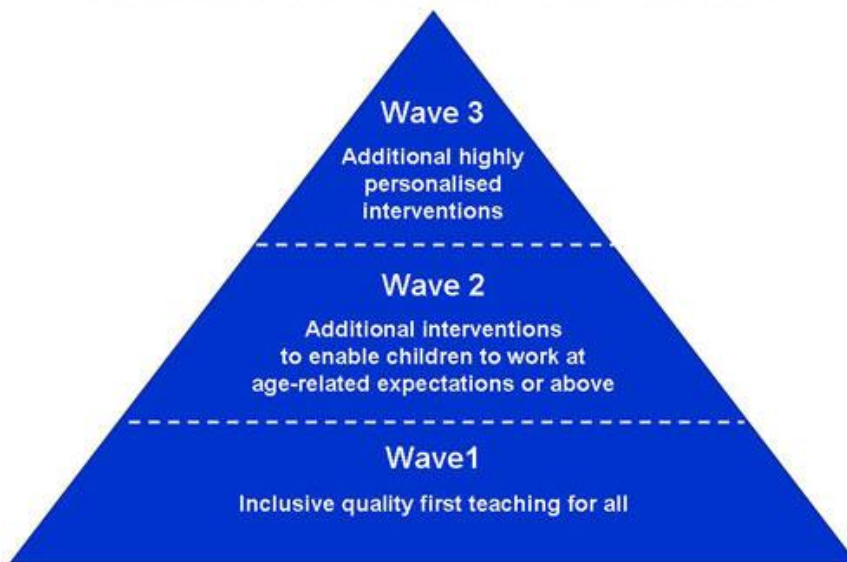 Wave 3
Additional highly
personalised
interventions
Wave 2
Additional interventions
to enable children to work at
age-related expectations or above
Wave1
Inclusive quality first teaching for all